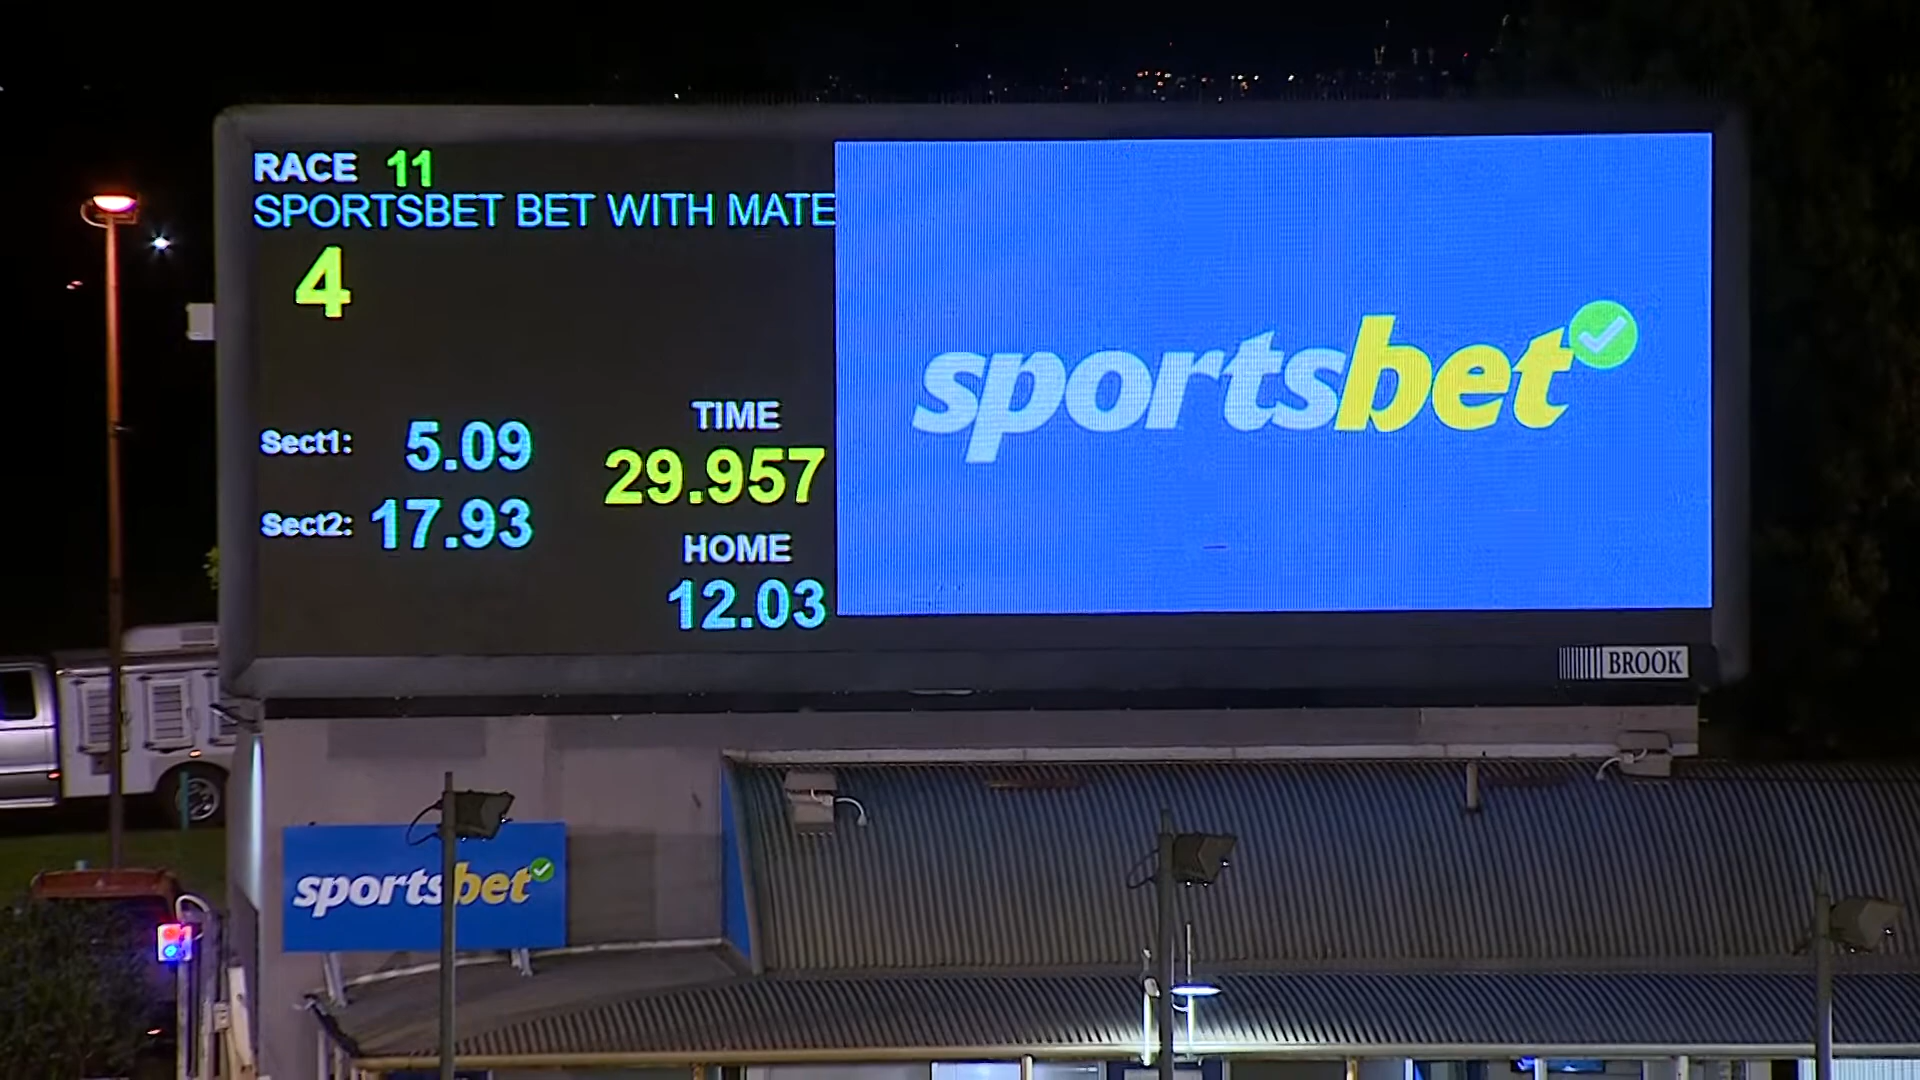 RACE 11
SPORTSBET BET WITH MATE
4
Sect1: 5.09
Sect2: 17.93
TIME
29.957
HOME
12.03
sportsbet
BROOK
sportsbet